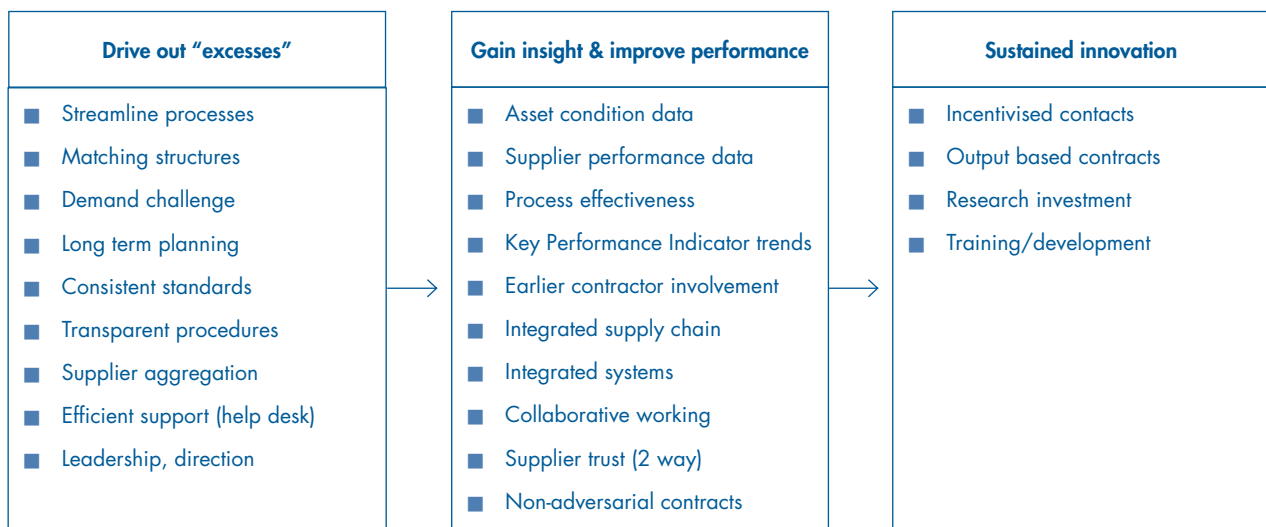 Drive out “excesses”
Streamline processes
Matching structures
Demand challenge
Long term planning
Consistent standards
Transparent procedures
Supplier aggregation
Efficient support (help desk)
Leadership, direction
Gain insight & improve performance
Asset condition data
Supplier performance data
Process effectiveness
Key Performance Indicator trends
Earlier contractor involvement
Integrated supply chain
Integrated systems
Collaborative working
Supplier trust (2 way)
Non-adversarial contracts
Sustained innovation
Incentivised contacts
Output based contracts
Research investment
Training/development